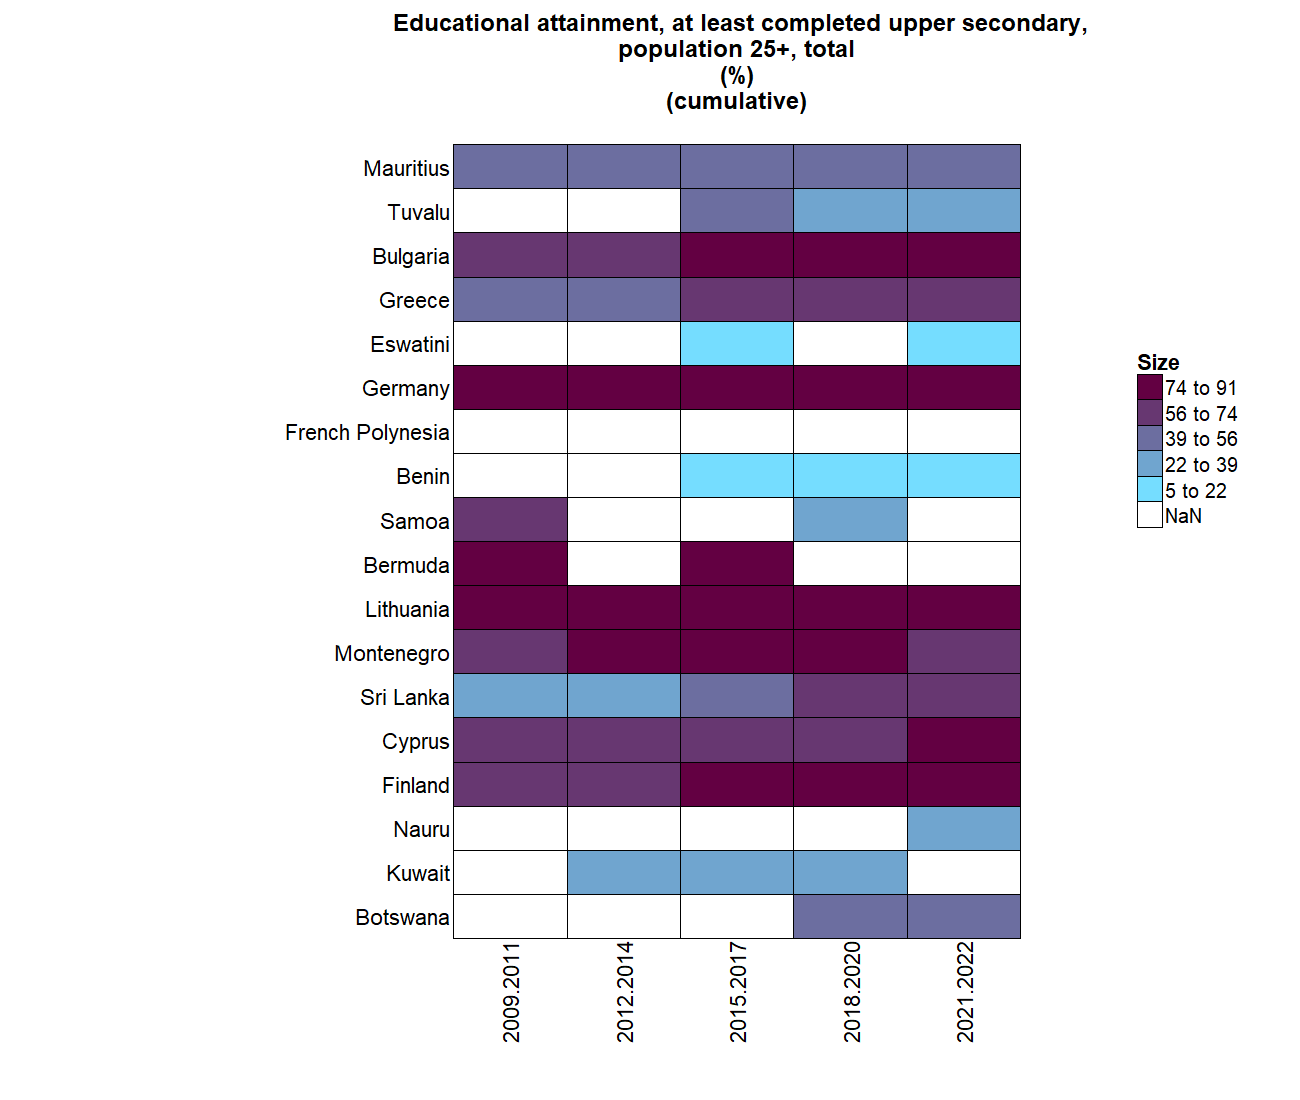 Educational attainment, at least completed upper secondary,
population 25+, total
(%)
(cumulative)
Mauritius
Tuvalu
Bulgaria
Greece
Eswatini
Germany
French Polynesia
Benin
Samoa
Bermuda
Lithuania
Montenegro
Sri Lanka
Cyprus
Finland
Nauru
Kuwait
Botswana
2009.2011
2012.2014
2015.2017
2018.2020
2021.2022
Size
74 to 91
56 to 74
39 to 56
22 to 39
5 to 22
NaN